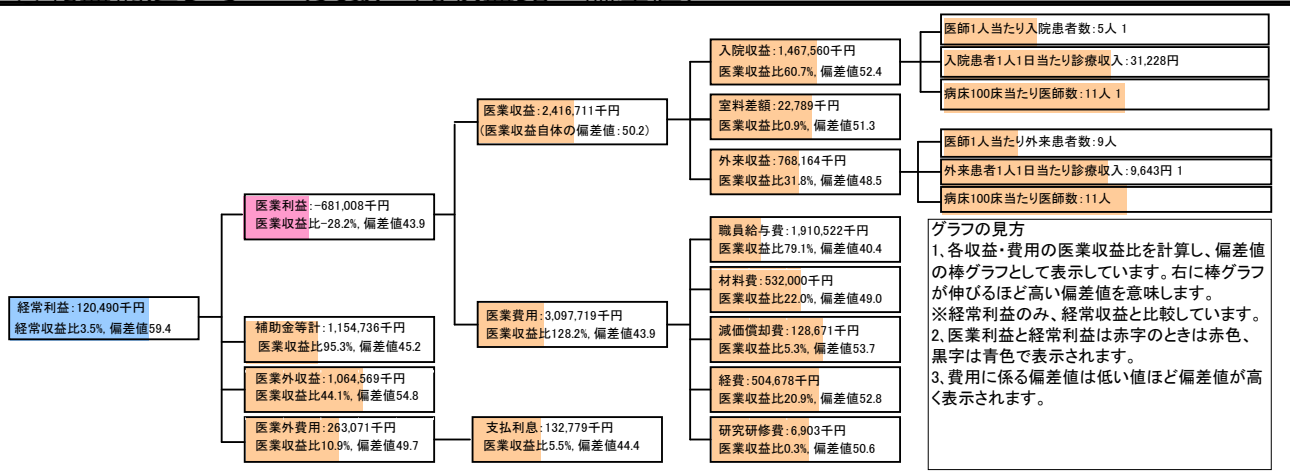 経常利益:120,490千円
経常収益比3.5%, 偏差値59.4
医業利益:-681,008千円
医業収益比-28.2%, 偏差値43.9
補助金等計:1,154,736千円
医業収益比95.3%, 偏差値45.2
医業外収益:1,064,569千円
医業収益比44.1%, 偏差値54.8
医業外費用:263,071千円
医業収益比10.9%, 偏差値49.7
医業収益:2,416,711千円
(医業収益自体の偏差値:50.2)
医業費用:3,097,719千円
医業収益比128.2%, 偏差値43.9
支払利息:132,779千円
医業収益比5.5%, 偏差値44.4
入院収益:1,467,560千円
医業収益比60.7%, 偏差値52.4
室料差額:22,789千円
医業収益比0.9%, 偏差値51.3
外来収益:768,164千円
医業収益比31.8%, 偏差値48.5
職員給与費:1,910,522千円
医業収益比79.1%, 偏差値40.4
材料費:532,000千円
医業収益比22.0%, 偏差値49.0
減価償却費:128,671千円
医業収益比5.3%, 偏差値53.7
経費:504,678千円
医業収益比20.9%, 偏差値52.8
研究研修費:6,903千円
医業収益比0.3%, 偏差値50.6
医師1人当たり入院患者数:5人 1
入院患者1人1日当たり診療収入:31,228円
病床100床当たり医師数:11人 1
医師1人当たり外来患者数:9人
外来患者1人1日当たり診療収入:9,643円 1
病床100床当たり医師数:11人
グラフの見方
1、各収益・費用の医業収益比を計算し、偏差値
の棒グラフとして表示しています。右に棒グラフ
が伸びるほど高い偏差値を意味します。
※経常利益のみ、経常収益と比較しています。
2、医業利益と経常利益は赤字のときは赤色、
黒字は青色で表示されます。
3、費用に係る偏差値は低い値ほど偏差値が高
く表示されます。